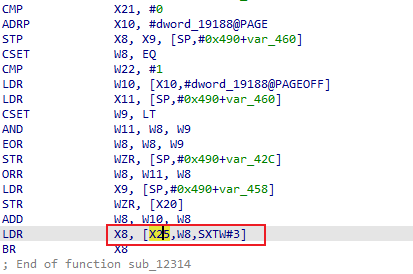 CMP X21, #0
ADRP X10, #dword_19188@PAGE
STP X8, X9, [SP,#0x490+var_460]
CSET W8, EQ
CMP W22, #1
LDR W10, [X10,#dword_19188@PAGEOFF]
LDR X11, [SP,#0x490+var_460]
CSET W9, LT
AND W11, W8, W9
EOR W8, W8, W9
STR WZR, [SP,#0x490+var_42C]
ORR W8, W11, W8
LDR X9, [SP,#0x490+var_458]
STR WZR, [X20]
ADD W8, W10, W8
LDR X8, [X25,W8,SXTW#3]
BR X8
; End of function sub_12314